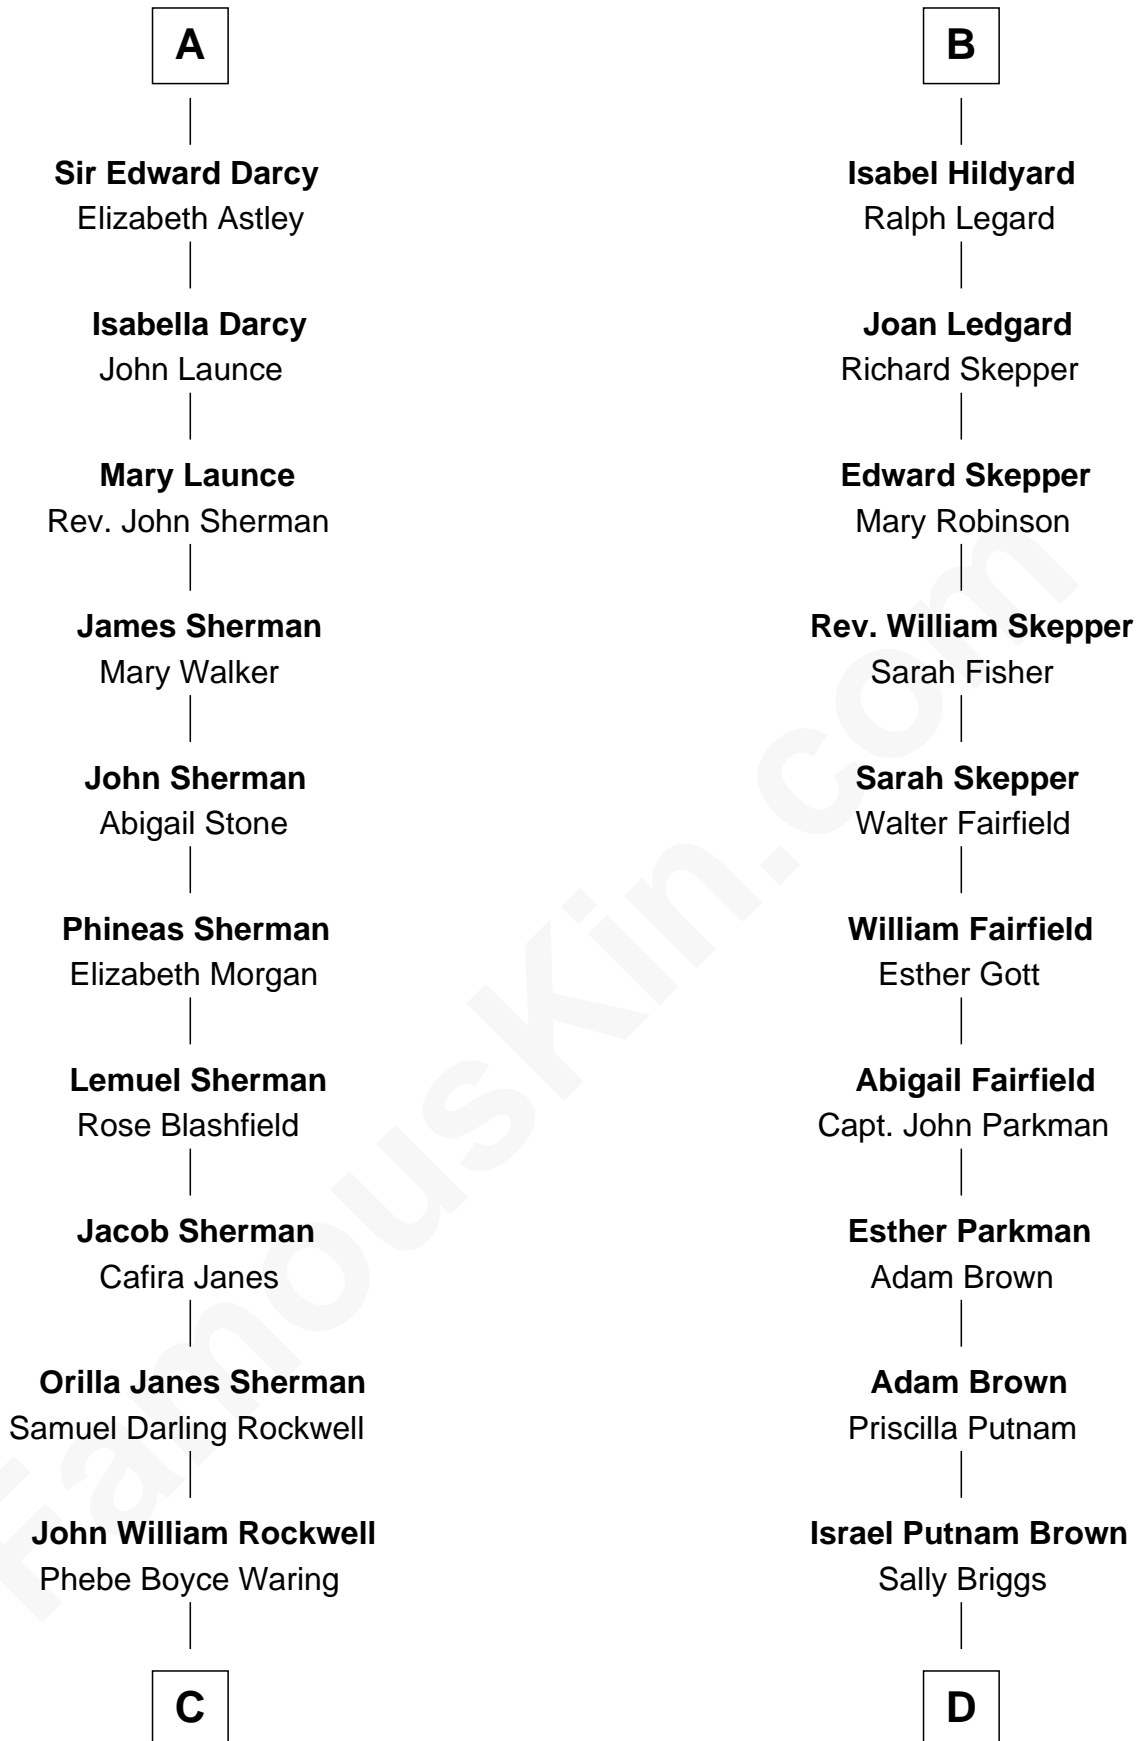 A
Sir Edward Darcy
Elizabeth Astley
Isabella Darcy
John Launce
Mary Launce
Rev. John Sherman
James Sherman
Mary Walker
John Sherman
Abigail Stone
Phineas Sherman
Elizabeth Morgan
Lemuel Sherman
Rose Blashfield
Jacob Sherman
Cafira Janes
Orilla Janes Sherman
Samuel Darling Rockwell
John William Rockwell
Phebe Boyce Waring
C
B
Isabel Hildyard
Ralph Legard
Joan Ledgard
Richard Skepper
Edward Skepper
Mary Robinson
Rev. William Skepper
Sarah Fisher
Sarah Skepper
Walter Fairfield
William Fairfield
Esther Gott
Abigail Fairfield
Capt. John Parkman
Esther Parkman
Adam Brown
Adam Brown
Priscilla Putnam
Israel Putnam Brown
Sally Briggs
D
FamousKin.com